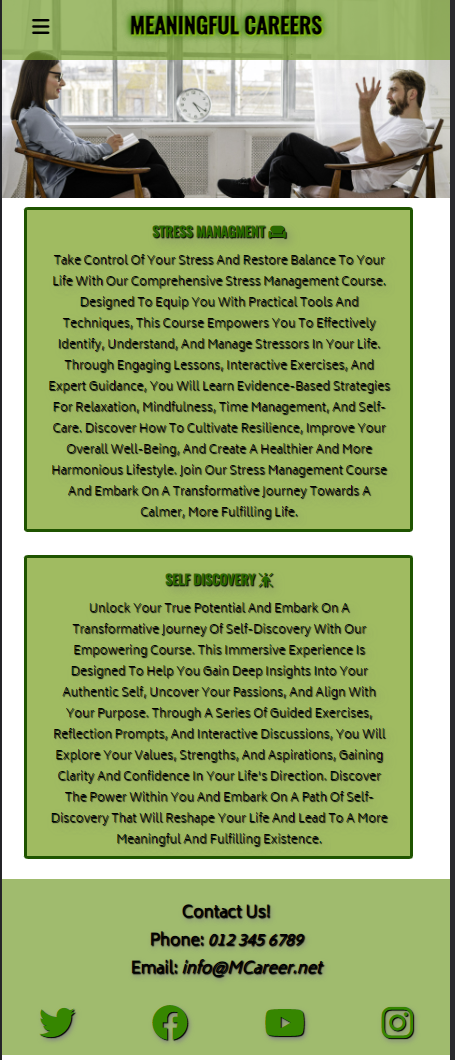 MEANINGFUL CAREERS
STRESS MANAGMENT
Take Control Of Your Stress And Restore Balance To Your
Life With Our Comprehensive Stress Management Course.
Designed To Equip You With Practical Tools And
Techniques, This Course Empowers You To Effectively
Identify, Understand, And Manage Stressors In Your Life.
Through Engaging Lessons, Interactive Exercises, And
Expert Guidance, You Will Learn Evidence-Based Strategies
For Relaxation, Mindfulness, Time Management, And Self-
Care. Discover How To Cultivate Resilience, Improve Your
Overall Well-Being, And Create A Healthier And More
Harmonious Lifestyle. Join Our Stress Management Course
And Embark On A Transformative Journey Towards A
Calmer, More Fulfilling Life.
SELF DISCOVERY
Unlock Your True Potential And Embark On A
Transformative Journey Of Self-Discovery With Our
Empowering Course. This Immersive Experience Is
Designed To Help You Gain Deep Insights Into Your
Authentic Self, Uncover Your Passions, And Align With
Your Purpose. Through A Series Of Guided Exercises,
Reflection Prompts, And Interactive Discussions, You Will
Explore Your Values, Strengths, And Aspirations, Gaining
Clarity And Confidence In Your Life's Direction. Discover
The Power Within You And Embark On A Path Of Self-
Discovery That Will Reshape Your Life And Lead To A More
Meaningful And Fulfilling Existence.
Contact Us!
Phone: 012 345 6789
Email: info@MCareer.net